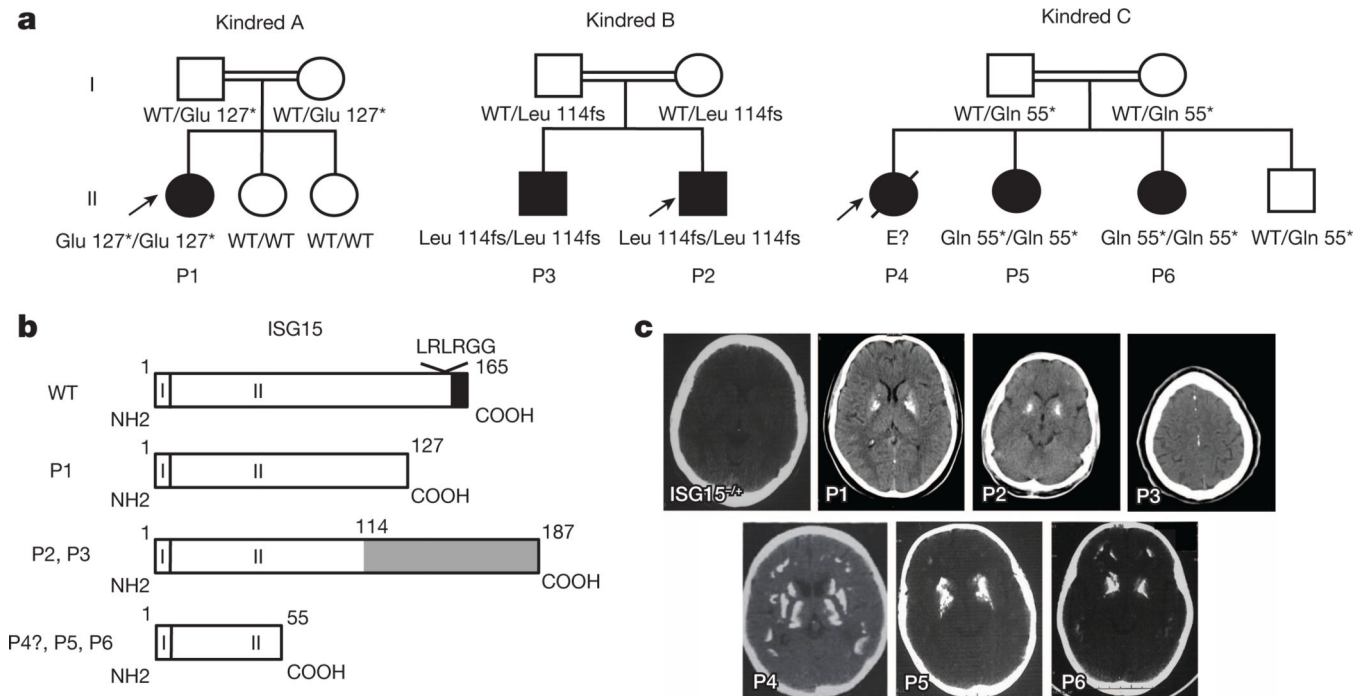 a
Kindred A
Kindred B
Kindred C
I
WT/Glu 127* WT/Glu 127*
WT/Leu 114fs WT/Leu 114fs
WT/Gln 55* WT/Gln 55*
II
Glu 127*/Glu 127* WT/WT WT/WT
Leu 114fs/Leu 114fs Leu 114fs/Leu 114fs
E? Gln 55*/Gln 55* Gln 55*/Gln 55* WT/Gln 55*
P1 P3 P2 P4 P5 P6
b
ISG15
LRLRGG
WT
1 165
I II
NH2 COOH
P1
1 127
I II
NH2 COOH
P2, P3
1 114 187
I II
NH2 COOH
P4?, P5, P6
1 55
I II
NH2 COOH
c
ISG15-/+ P1 P2 P3
P4 P5 P6